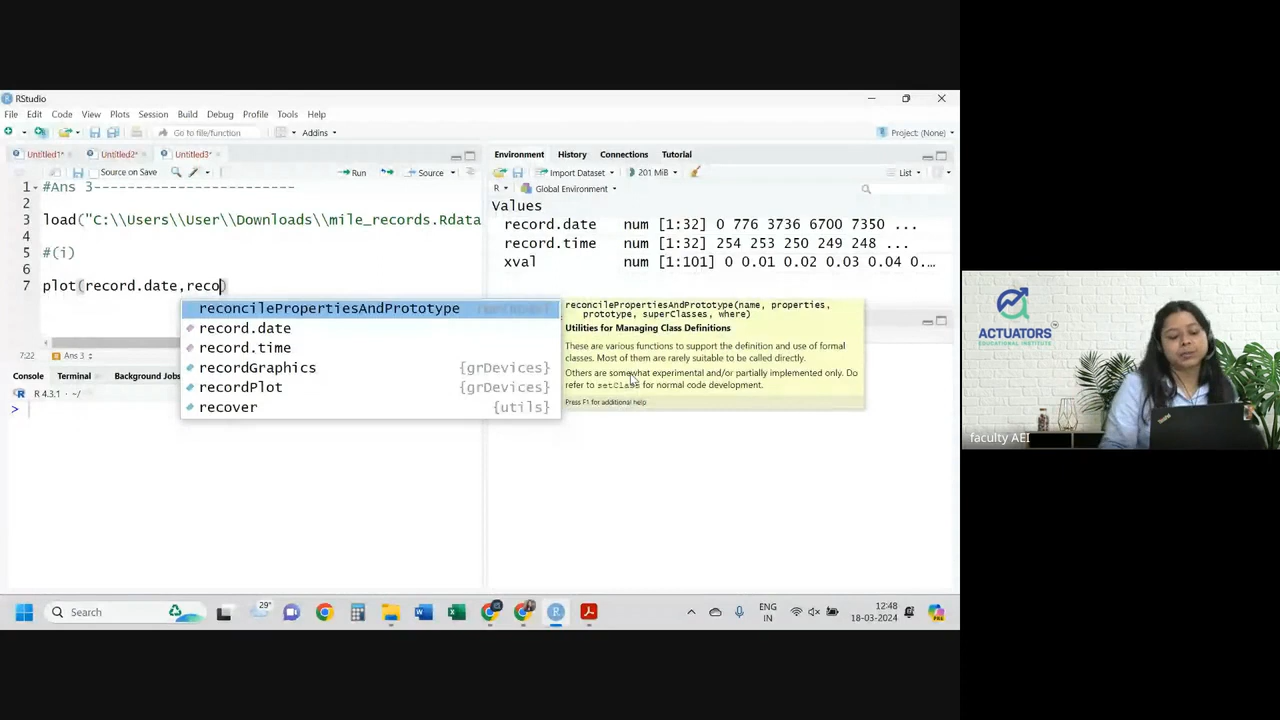 RStudio
File Edit Code View Plots Session Build Debug Profile Tools Help
Go to file/function Addins Project: (None)
Untitled1* Untitled2* Untitled3*
Source on Save Run Source
1 #Ans 3------------------------
2
3 load("C:\\Users\\User\\Downloads\\mile_records.Rdata
4
5 #(i)
6
7 plot(record.date,reco)
reconcilePropertiesAndPrototype
record.date
record.time
recordGraphics {grDevices}
recordPlot {grDevices}
recover {utils}
7:22 Ans 3
Console Terminal Background Jobs
R 4.3.1 · ~/
>
Environment History Connections Tutorial
Import Dataset 201 MiB List
R Global Environment
Values
record.date num [1:32] 0 776 3736 6700 7350 ...
record.time num [1:32] 254 253 250 249 248 ...
xval num [1:101] 0 0.01 0.02 0.03 0.04 0.…
reconcilePropertiesAndPrototype(name, properties,
prototype, superClasses, where)
Utilities for Managing Class Definitions
These are various functions to support the definition and use of formal
classes. Most of them are rarely suitable to be called directly.
Others are somewhat experimental and/or partially implemented only. Do
refer to setClass for normal code development.
Press F1 for additional help
Search
29°
ENG
IN
12:48
18-03-2024
ACTUATORS
EDUCATIONAL INSTITUTE
faculty AEI